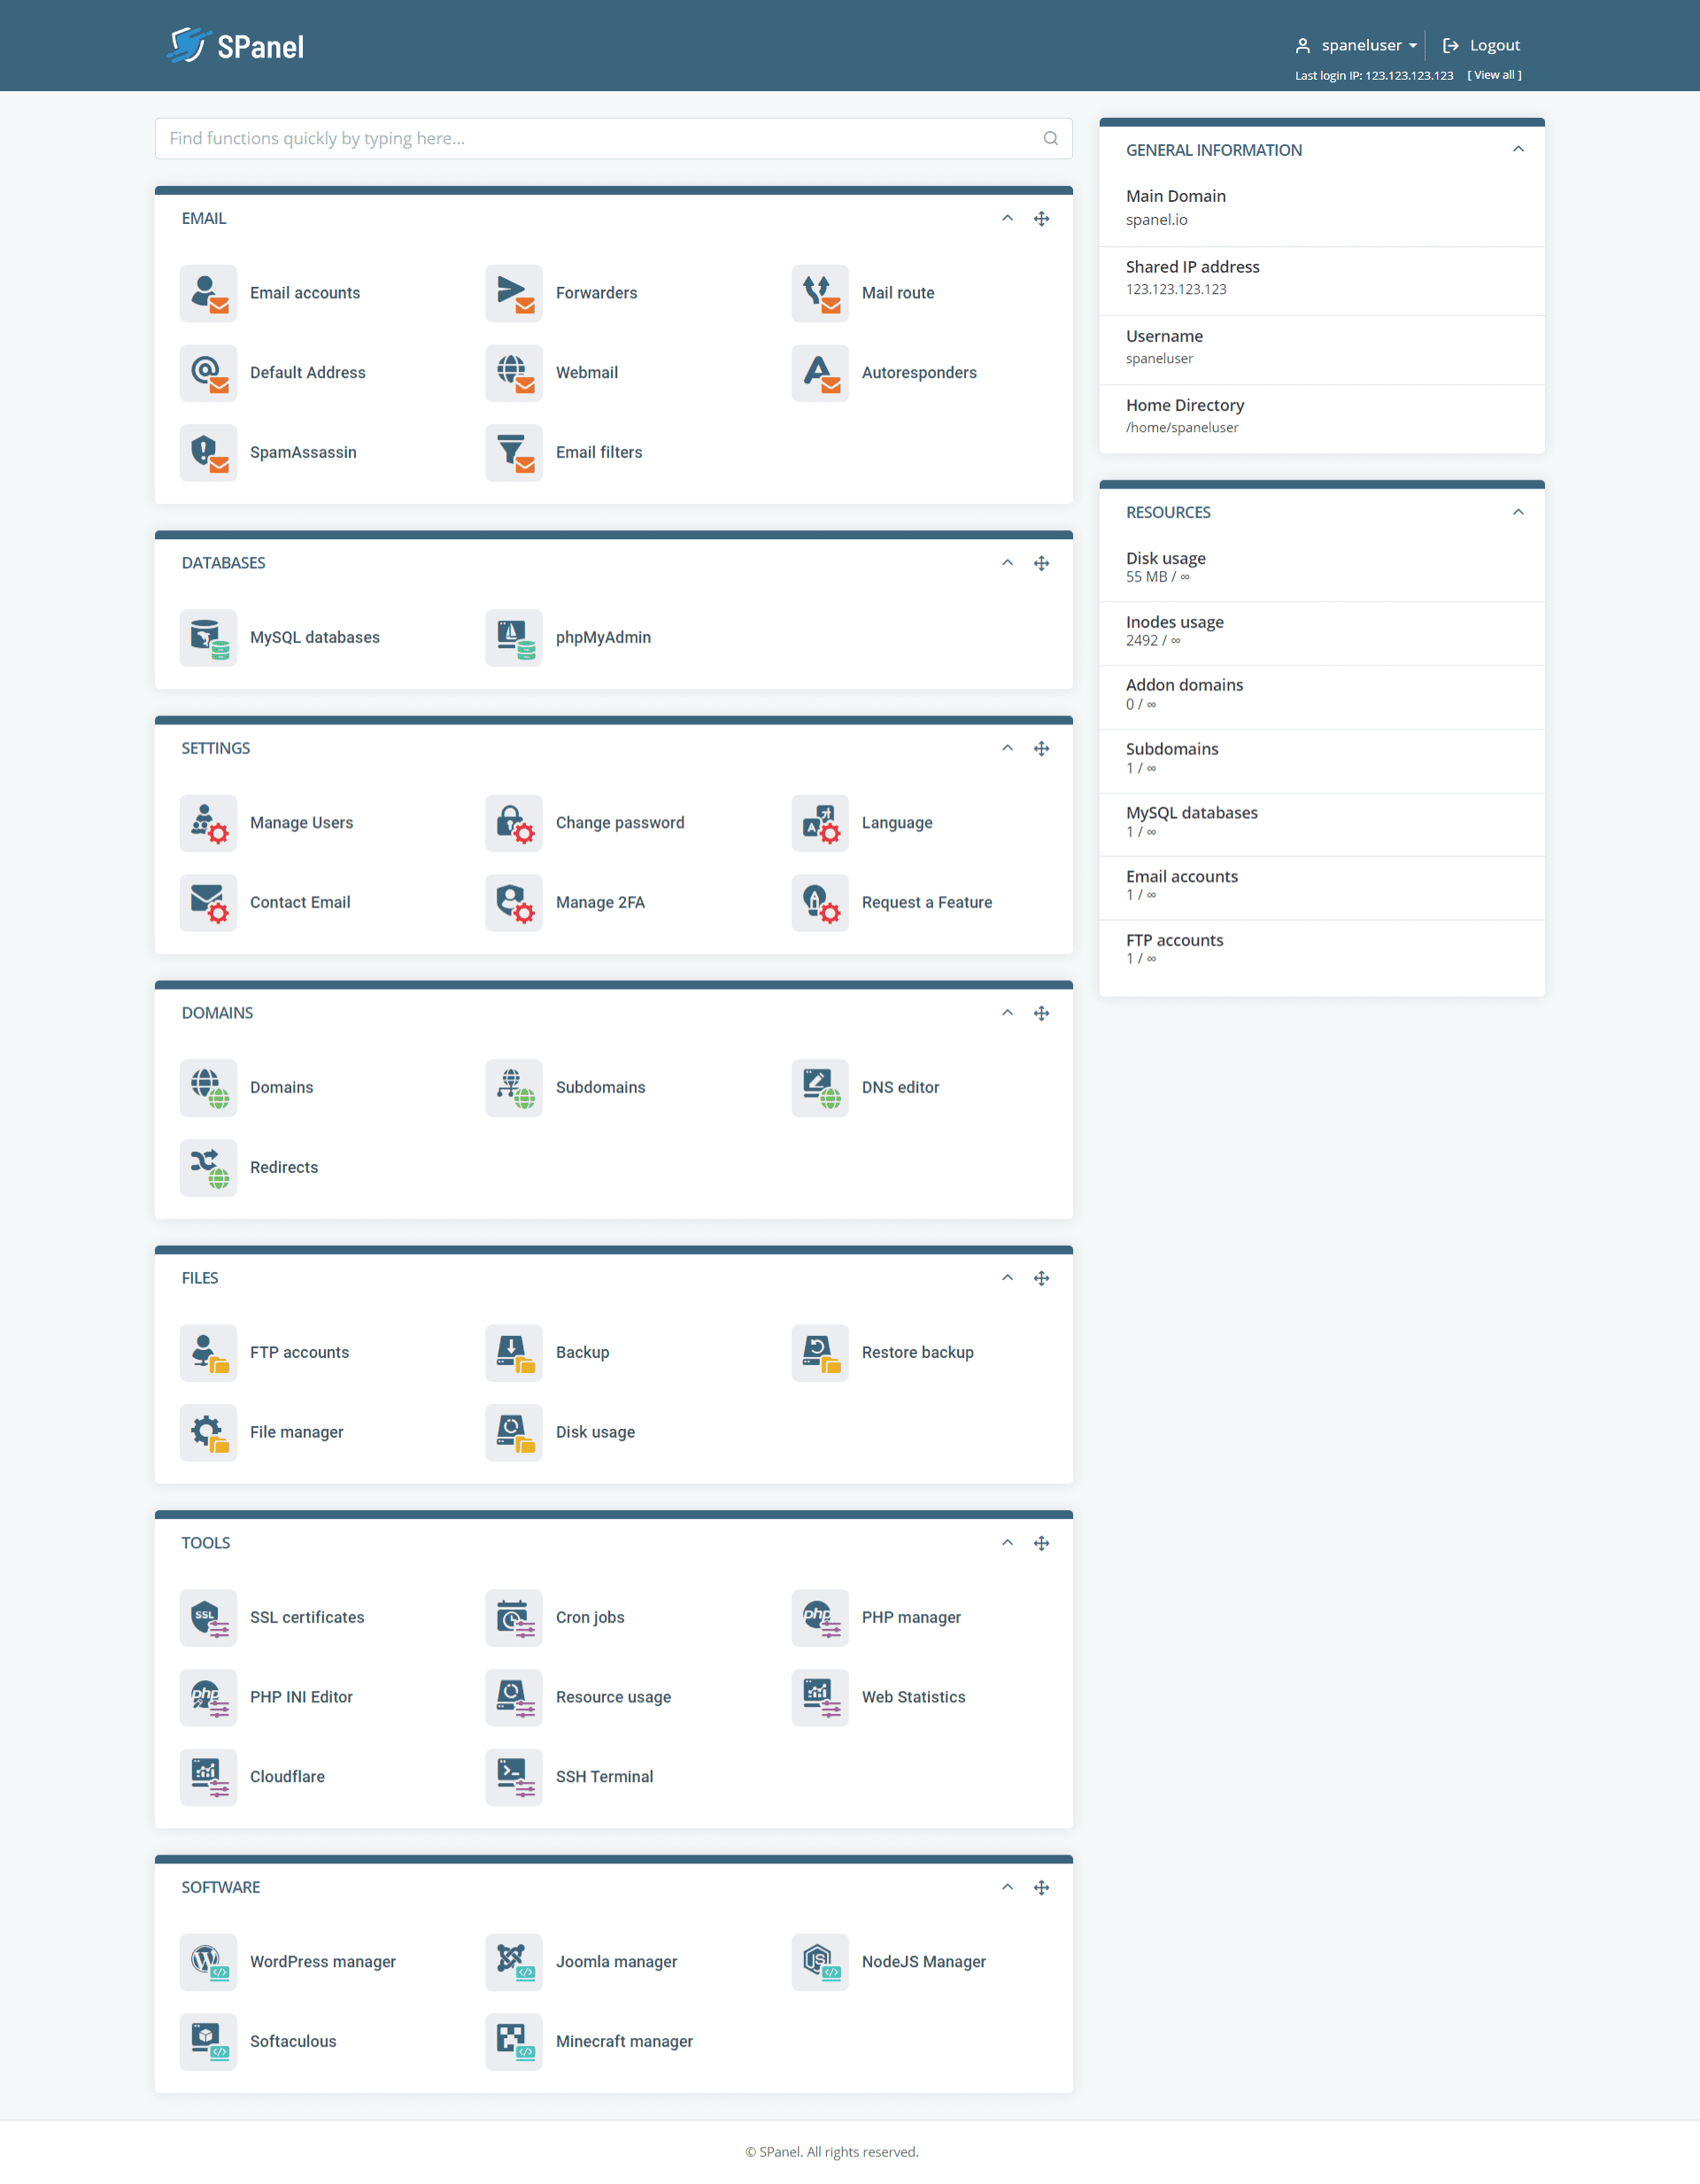 SPanel
spaneluser
Logout
Last login IP: 123.123.123.123 [ View all ]
Find functions quickly by typing here...
EMAIL
Email accounts
Forwarders
Mail route
Default Address
Webmail
Autoresponders
SpamAssassin
Email filters
DATABASES
MySQL databases
phpMyAdmin
SETTINGS
Manage Users
Change password
Language
Contact Email
Manage 2FA
Request a Feature
DOMAINS
Domains
Subdomains
DNS editor
Redirects
FILES
FTP accounts
Backup
Restore backup
File manager
Disk usage
TOOLS
SSL certificates
Cron jobs
PHP manager
PHP INI Editor
Resource usage
Web Statistics
Cloudflare
SSH Terminal
SOFTWARE
WordPress manager
Joomla manager
NodeJS Manager
Softaculous
Minecraft manager
GENERAL INFORMATION
Main Domain
spanel.io
Shared IP address
123.123.123.123
Username
spaneluser
Home Directory
/home/spaneluser
RESOURCES
Disk usage
55 MB / ∞
Inodes usage
2492 / ∞
Addon domains
0 / ∞
Subdomains
1 / ∞
MySQL databases
1 / ∞
Email accounts
1 / ∞
FTP accounts
1 / ∞
© SPanel. All rights reserved.